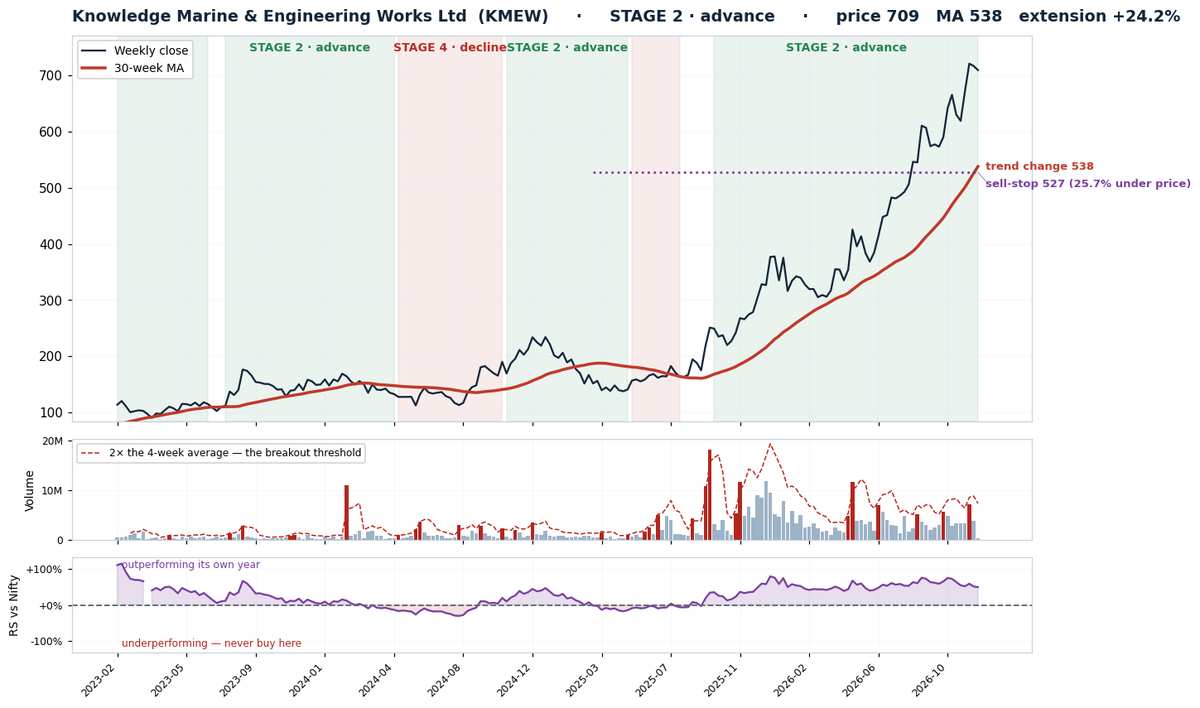 Knowledge Marine & Engineering Works Ltd (KMEW) · STAGE 2 · advance · price 709 MA 538 extension +24.2%
Weekly close
30-week MA
STAGE 2 · advance
STAGE 4 · decline
STAGE 2 · advance
STAGE 2 · advance
700
600
500
400
300
200
100
trend change 538
sell-stop 527 (25.7% under price)
20M
10M
0
Volume
2× the 4-week average — the breakout threshold
+100%
+0%
-100%
RS vs Nifty
outperforming its own year
underperforming — never buy here
2023-02
2023-05
2023-09
2024-01
2024-04
2024-08
2024-12
2025-03
2025-07
2025-11
2026-02
2026-06
2026-10